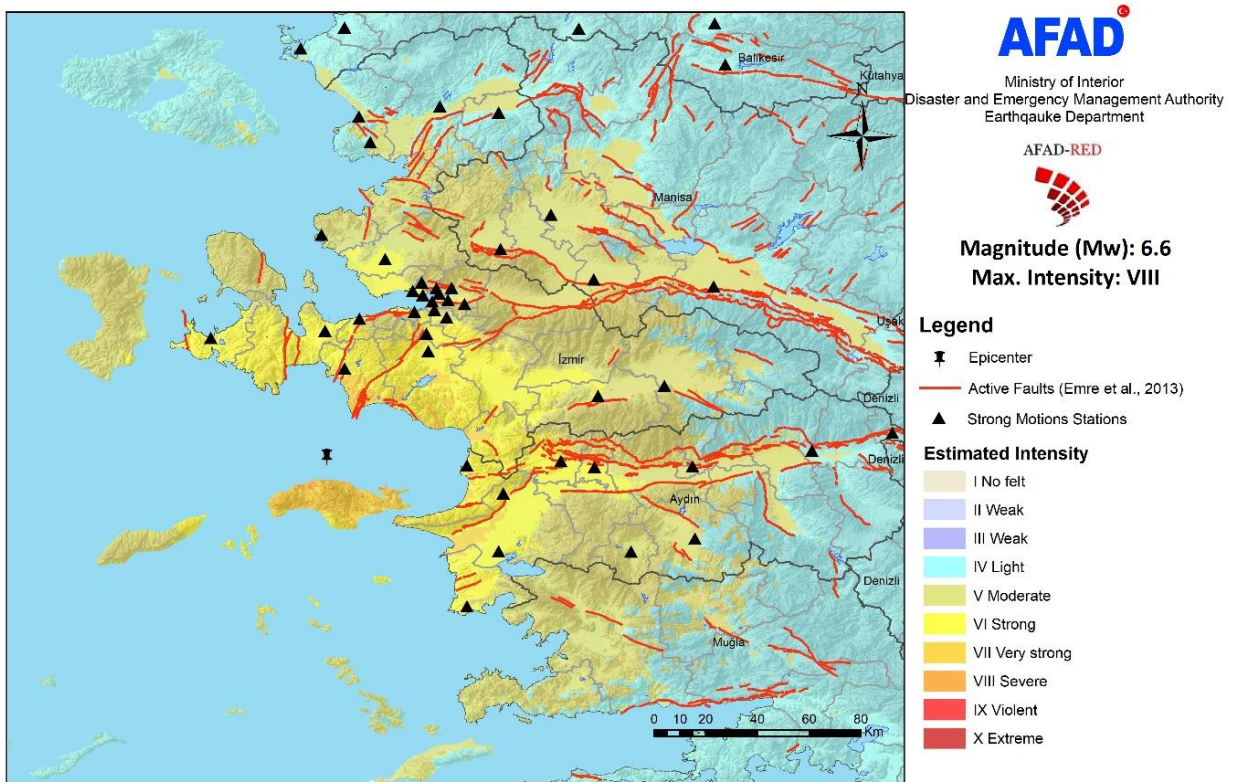 Balıkesir
Kütahya
N
Manisa
Uşak
İzmir
Denizli
Denizli
Aydın
Denizli
Muğla
0 10 20 40 60 80
Km
AFAD
Ministry of Interior
Disaster and Emergency Management Authority
Earthqauke Department
AFAD-RED
Magnitude (Mw): 6.6
Max. Intensity: VIII
Legend
Epicenter
Active Faults (Emre et al., 2013)
Strong Motions Stations
Estimated Intensity
I No felt
II Weak
III Weak
IV Light
V Moderate
VI Strong
VII Very strong
VIII Severe
IX Violent
X Extreme